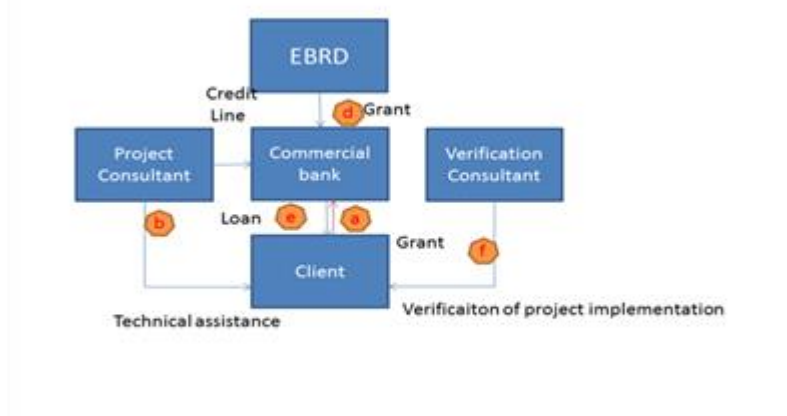 EBRD
Credit
Line
d
Grant
Project
Consultant
Commercial
bank
Verification
Consultant
b
Loan
e
a
Grant
f
Client
Technical assistance
Verificaiton of project implementation